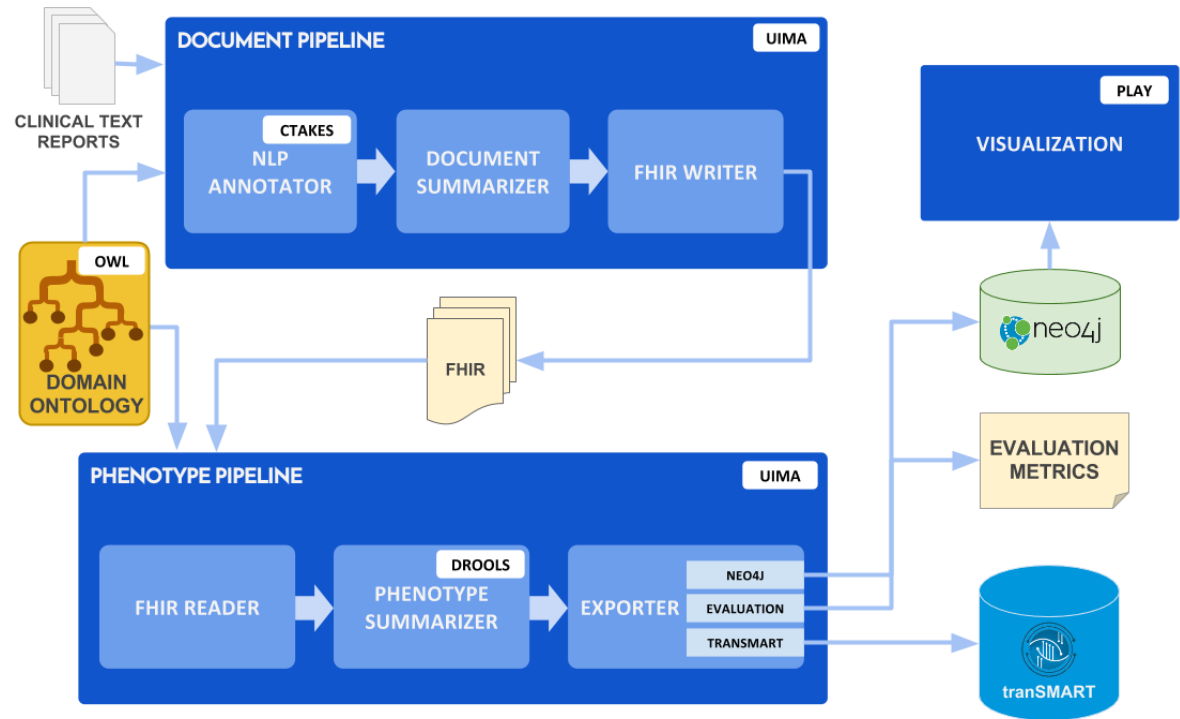 DOCUMENT PIPELINE
UIMA
CLINICAL TEXT
REPORTS
CTAKES
NLP
ANNOTATOR
DOCUMENT
SUMMARIZER
FHIR WRITER
PLAY
VISUALIZATION
OWL
DOMAIN
ONTOLOGY
FHIR
neo4j
EVALUATION
METRICS
PHENOTYPE PIPELINE
UIMA
FHIR READER
DROOLS
PHENOTYPE
SUMMARIZER
EXPORTER
NEO4J
EVALUATION
TRANSMART
tranSMART